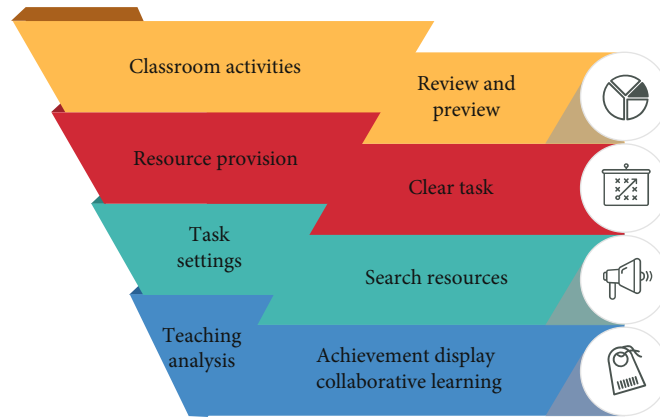 Classroom activities
Review and
preview
Resource provision
Clear task
Task
settings
Search resources
Teaching
analysis
Achievement display
collaborative learning